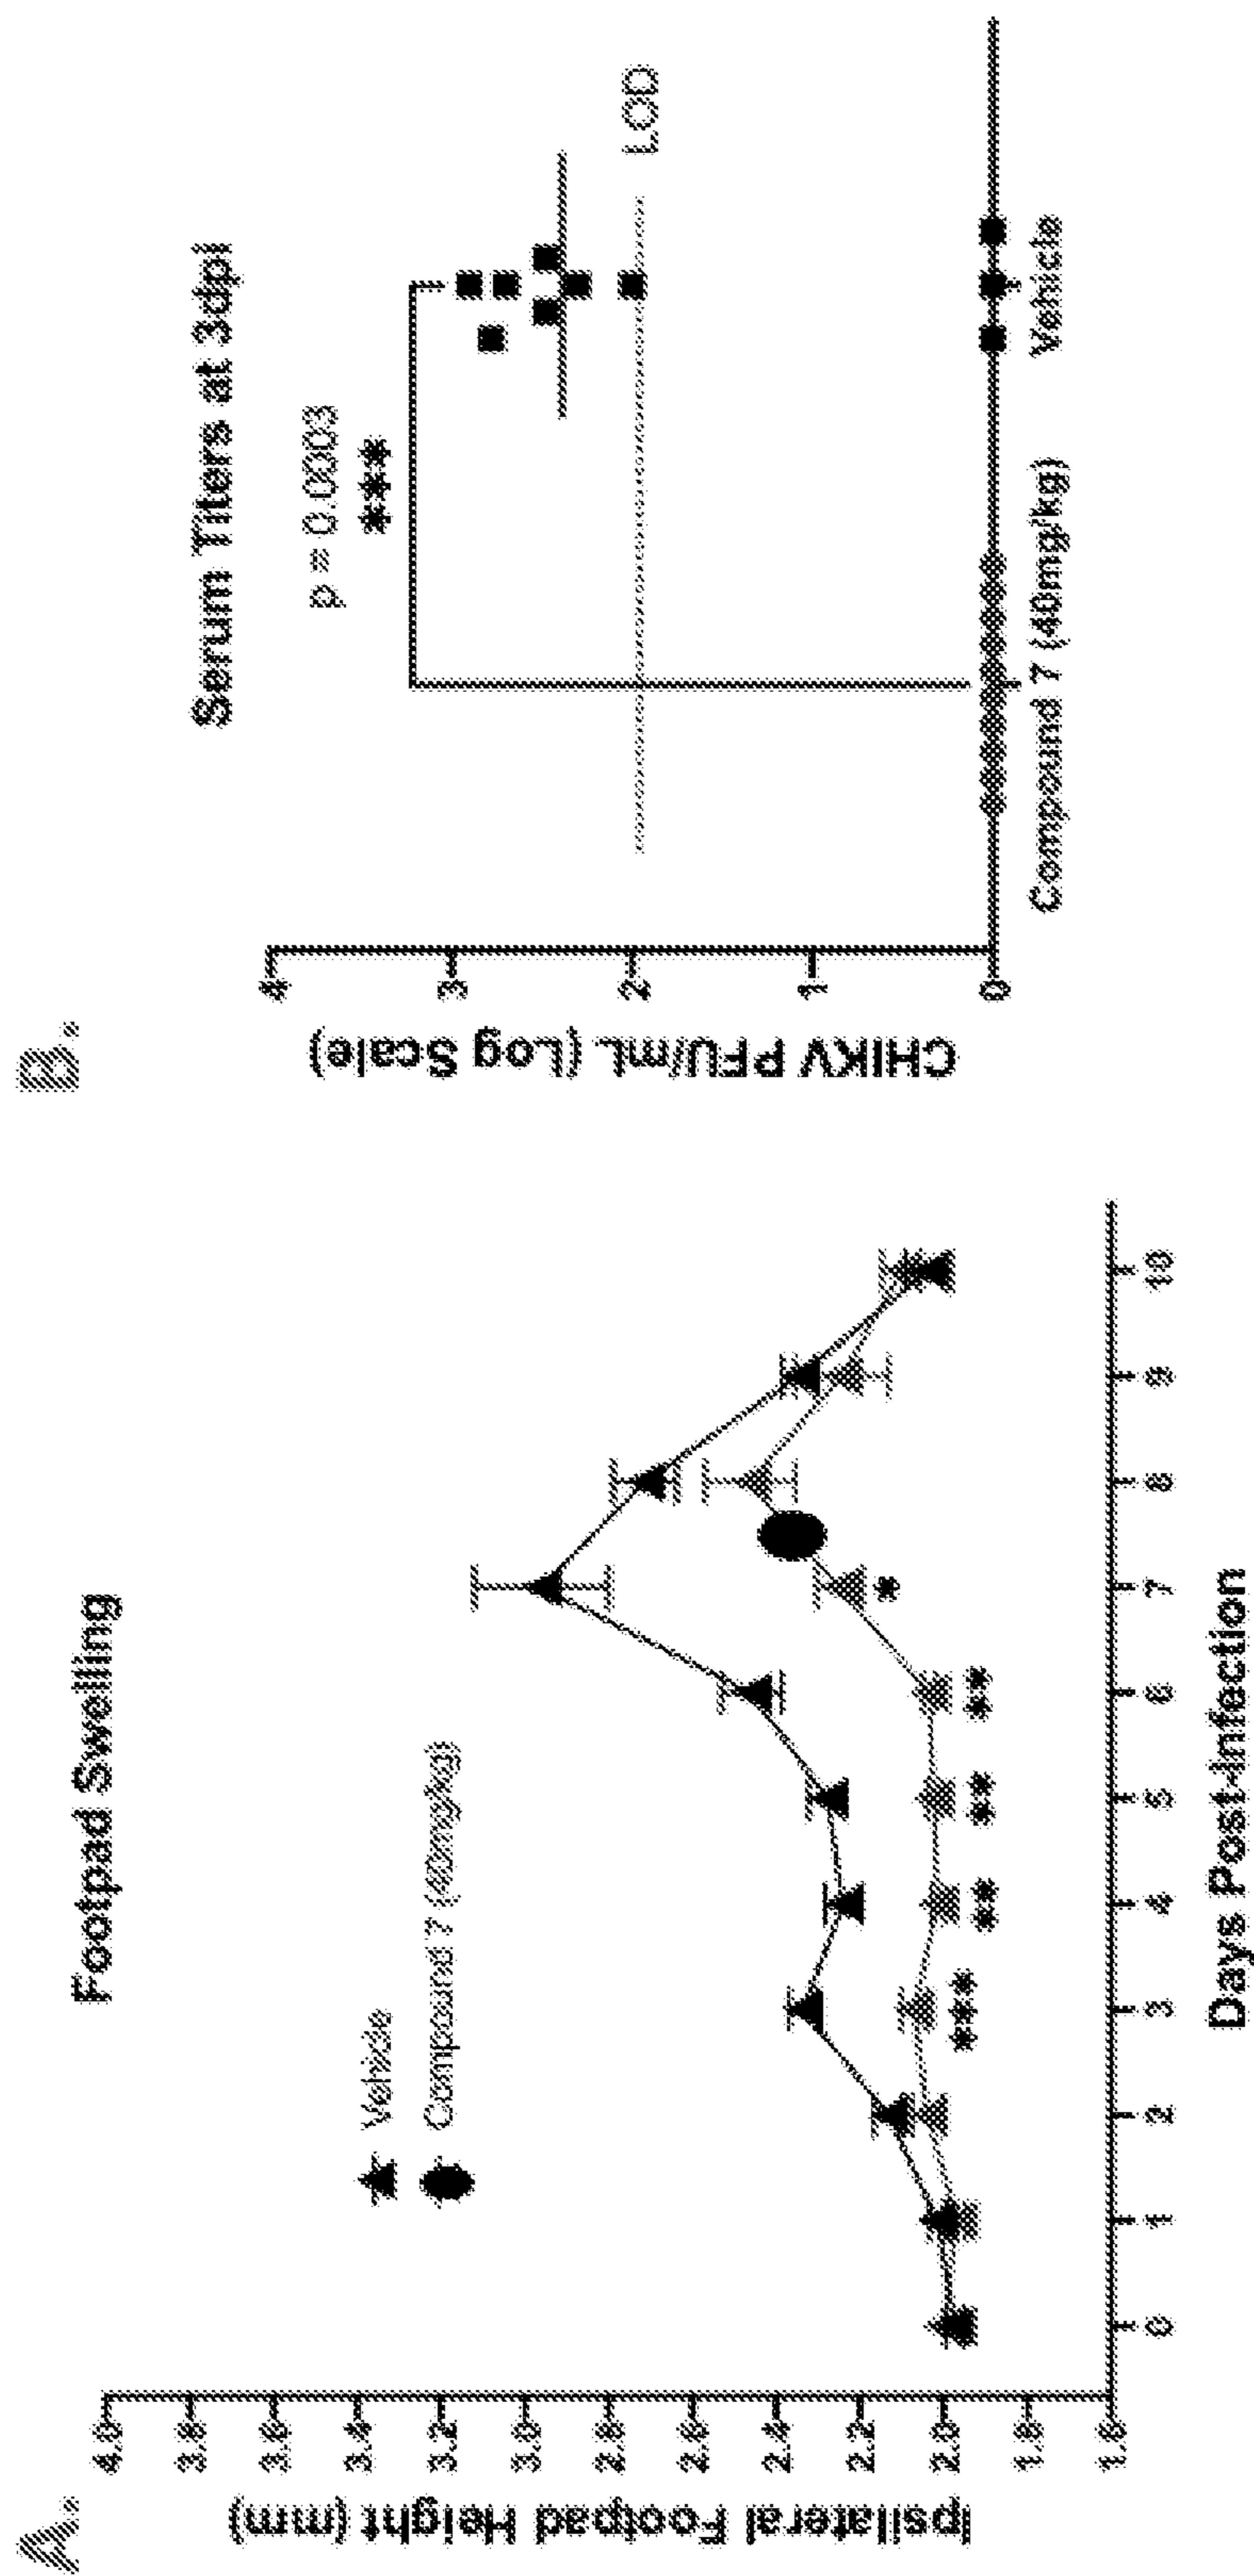 A.
Footpad Swelling
Vehicle
Compound 7 (40mg/kg)
Ipsilateral Footpad Height (mm)
4.0
3.8
3.6
3.4
3.2
3.0
2.8
2.6
2.4
2.2
2.0
1.8
1.6
*** ** ** ** *
0 1 2 3 4 5 6 7 8 9 10
Days Post-Infection
B.
Serum Titers at 3dpi
p = 0.0003
***
CHIKV PFU/mL (Log Scale)
4
3
2
1
0
LOD
Compound 7 (40mg/kg) Vehicle